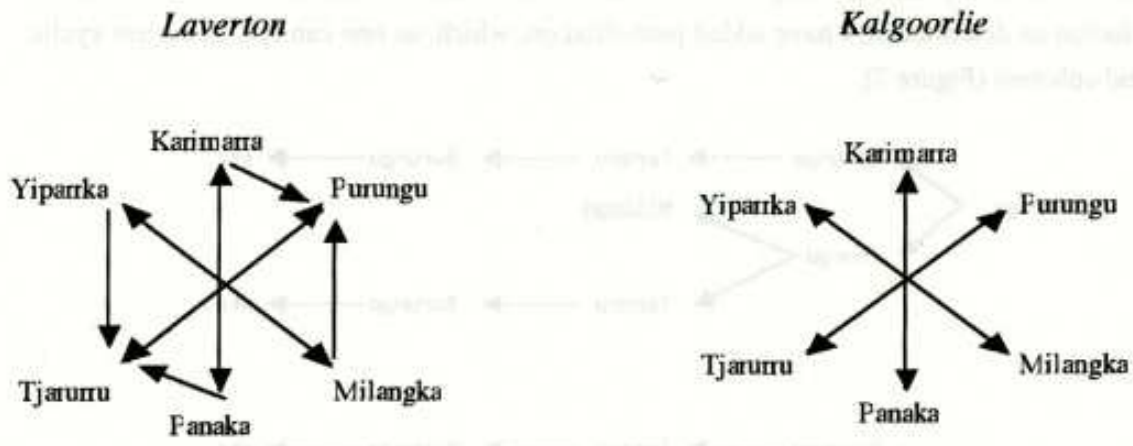 Laverton Kalgoorlie
Karimarra
Yiparrka Purungu
Tjarurru Milangka
Panaka
Karimarra
Yiparrka Purungu
Tjarurru Milangka
Panaka